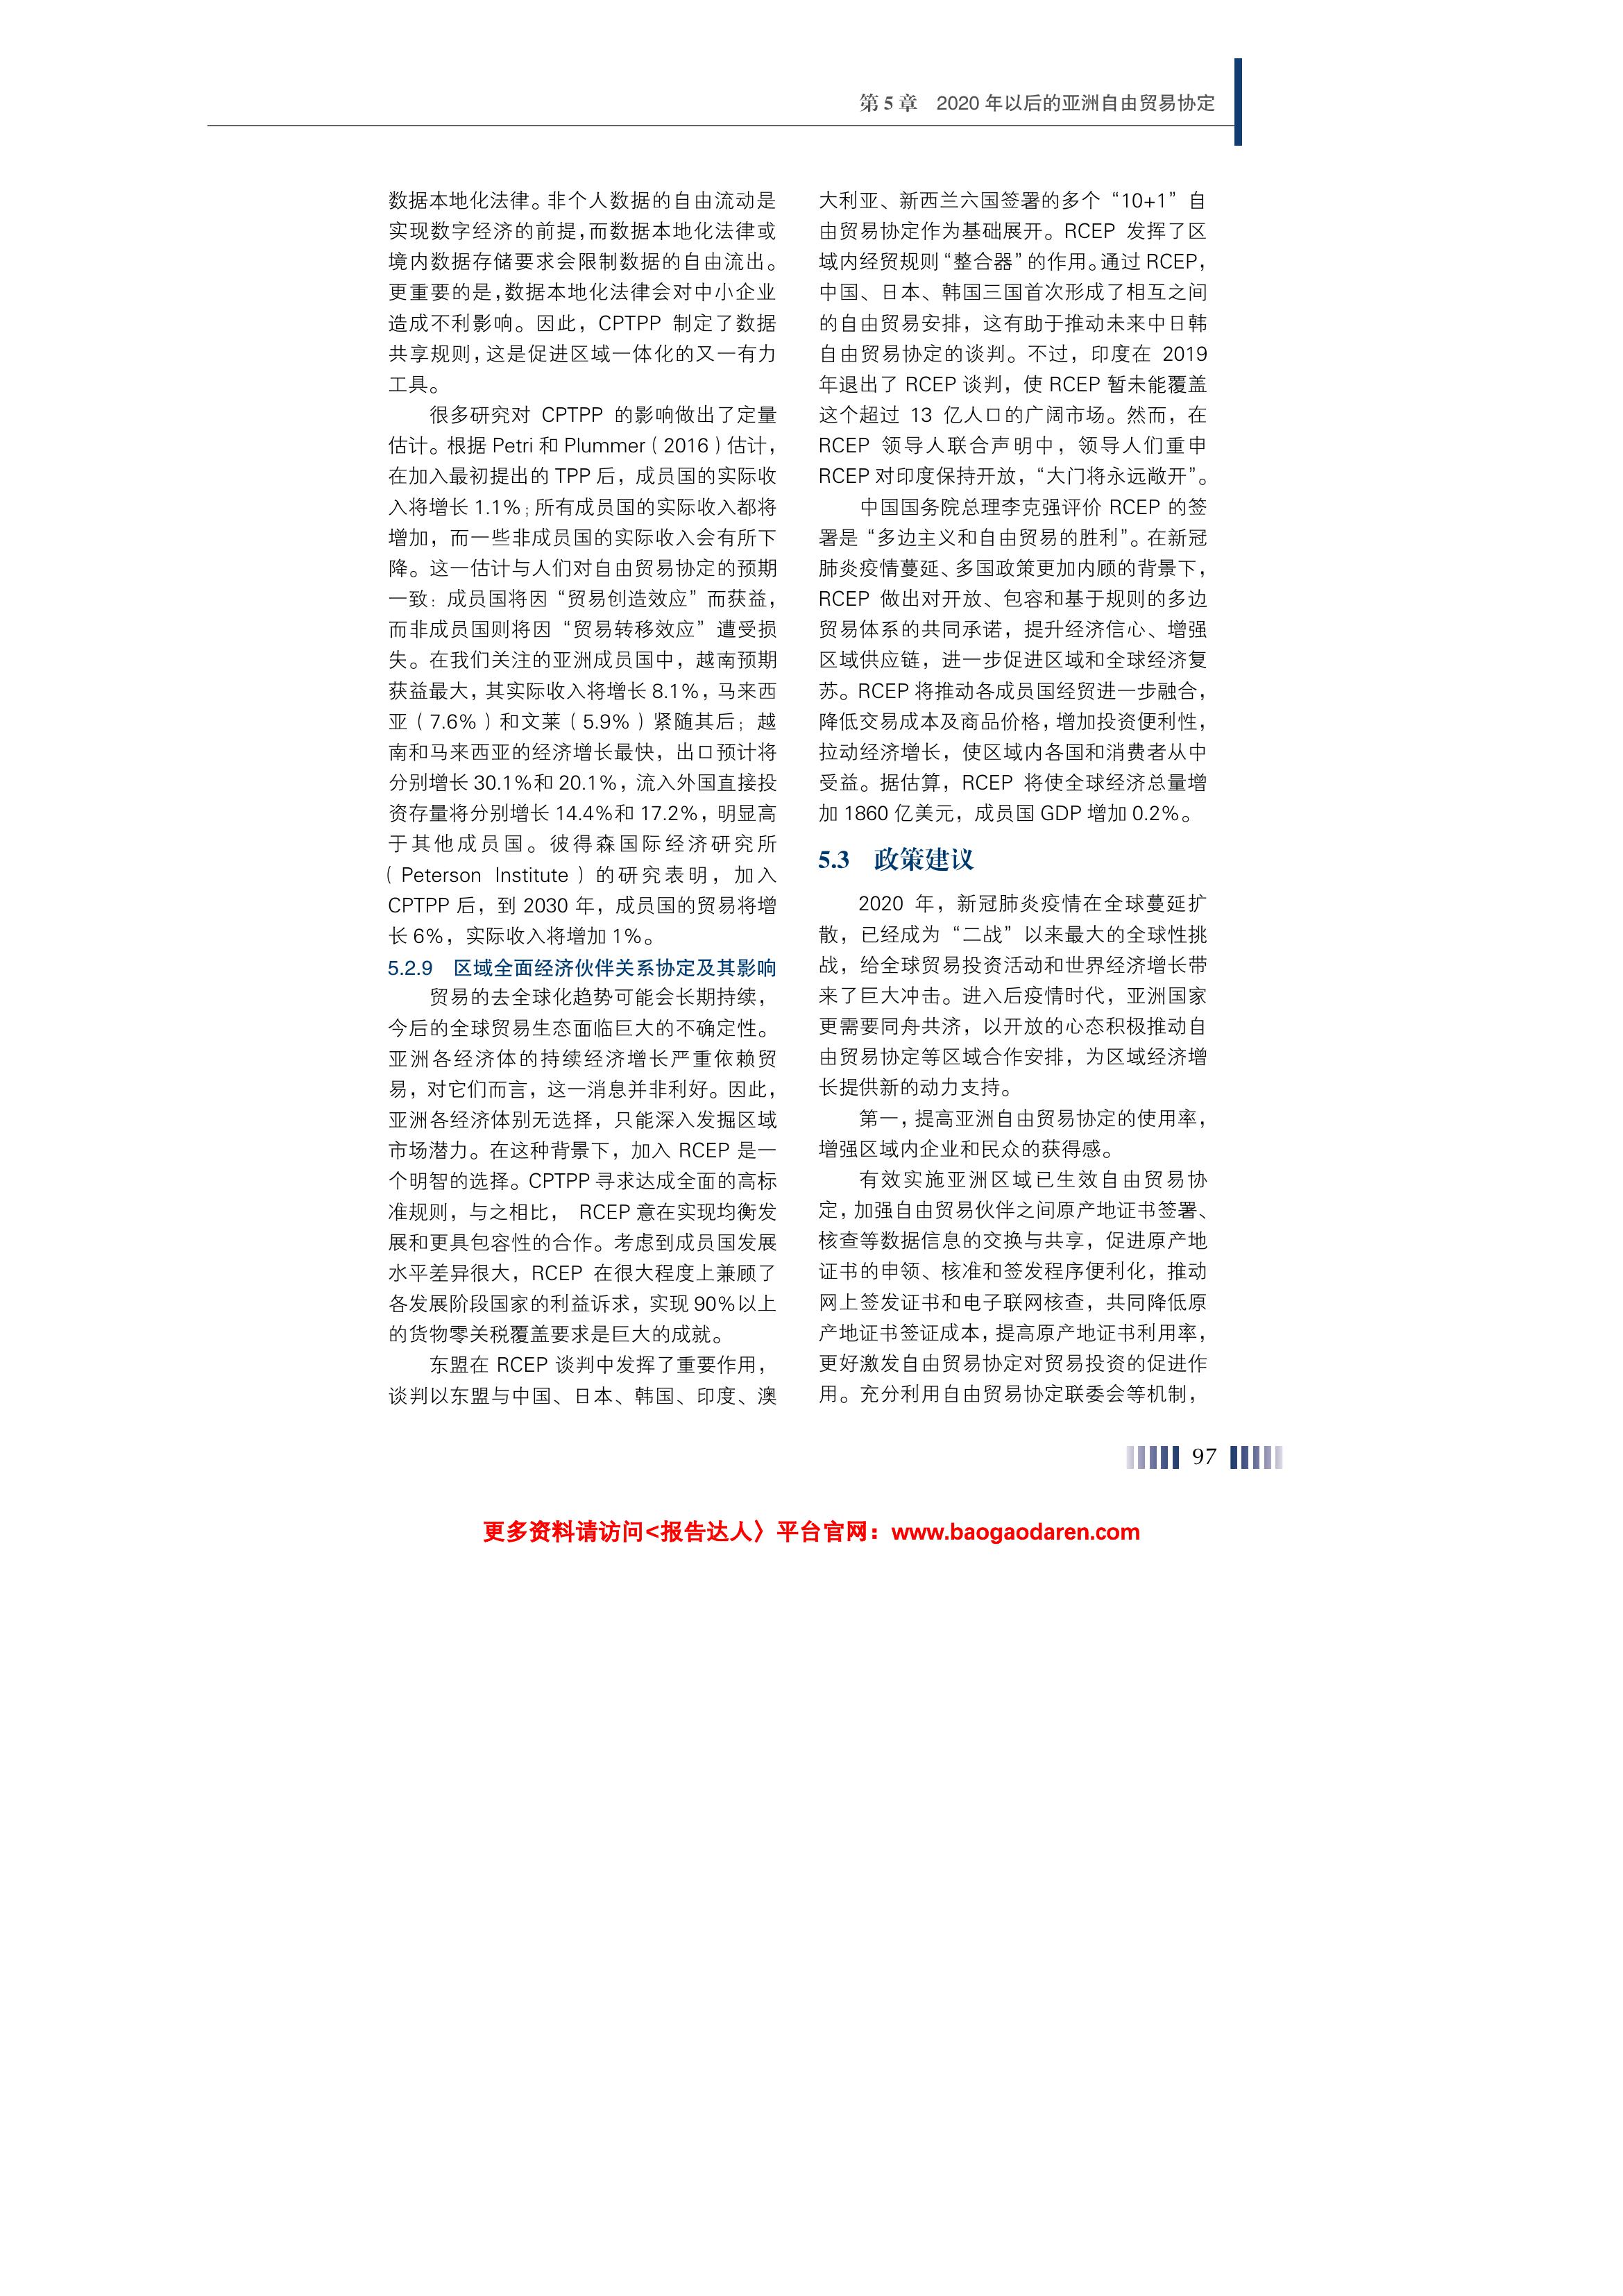 第 5 章　2020 年以后的亚洲自由贸易协定
数据本地化法律。非个人数据的自由流动是
实现数字经济的前提，而数据本地化法律或
境内数据存储要求会限制数据的自由流出。
更重要的是，数据本地化法律会对中小企业
造成不利影响。因此，CPTPP 制定了数据
共享规则，这是促进区域一体化的又一有力
工具。
很多研究对 CPTPP 的影响做出了定量
估计。根据 Petri 和 Plummer（2016）估计，
在加入最初提出的 TPP 后，成员国的实际收
入将增长 1.1%；所有成员国的实际收入都将
增加，而一些非成员国的实际收入会有所下
降。这一估计与人们对自由贸易协定的预期
一致：成员国将因“贸易创造效应”而获益，
而非成员国则将因“贸易转移效应”遭受损
失。在我们关注的亚洲成员国中，越南预期
获益最大，其实际收入将增长 8.1%，马来西
亚（7.6%）和文莱（5.9%）紧随其后；越
南和马来西亚的经济增长最快，出口预计将
分别增长 30.1%和 20.1%，流入外国直接投
资存量将分别增长 14.4%和 17.2%，明显高
于其他成员国。彼得森国际经济研究所
（Peterson Institute）的研究表明，加入
CPTPP 后，到 2030 年，成员国的贸易将增
长 6%，实际收入将增加 1%。
5.2.9　区域全面经济伙伴关系协定及其影响
贸易的去全球化趋势可能会长期持续，
今后的全球贸易生态面临巨大的不确定性。
亚洲各经济体的持续经济增长严重依赖贸
易，对它们而言，这一消息并非利好。因此，
亚洲各经济体别无选择，只能深入发掘区域
市场潜力。在这种背景下，加入 RCEP 是一
个明智的选择。CPTPP 寻求达成全面的高标
准规则，与之相比， RCEP 意在实现均衡发
展和更具包容性的合作。考虑到成员国发展
水平差异很大，RCEP 在很大程度上兼顾了
各发展阶段国家的利益诉求，实现 90%以上
的货物零关税覆盖要求是巨大的成就。
东盟在 RCEP 谈判中发挥了重要作用，
谈判以东盟与中国、日本、韩国、印度、澳
大利亚、新西兰六国签署的多个“10+1”自
由贸易协定作为基础展开。RCEP 发挥了区
域内经贸规则“整合器”的作用。通过 RCEP，
中国、日本、韩国三国首次形成了相互之间
的自由贸易安排，这有助于推动未来中日韩
自由贸易协定的谈判。不过，印度在 2019
年退出了 RCEP 谈判，使 RCEP 暂未能覆盖
这个超过 13 亿人口的广阔市场。然而，在
RCEP 领导人联合声明中，领导人们重申
RCEP 对印度保持开放，“大门将永远敞开”。
中国国务院总理李克强评价 RCEP 的签
署是“多边主义和自由贸易的胜利”。在新冠
肺炎疫情蔓延、多国政策更加内顾的背景下，
RCEP 做出对开放、包容和基于规则的多边
贸易体系的共同承诺，提升经济信心、增强
区域供应链，进一步促进区域和全球经济复
苏。RCEP 将推动各成员国经贸进一步融合，
降低交易成本及商品价格，增加投资便利性，
拉动经济增长，使区域内各国和消费者从中
受益。据估算，RCEP 将使全球经济总量增
加 1860 亿美元，成员国 GDP 增加 0.2%。
5.3　政策建议
2020 年，新冠肺炎疫情在全球蔓延扩
散，已经成为“二战”以来最大的全球性挑
战，给全球贸易投资活动和世界经济增长带
来了巨大冲击。进入后疫情时代，亚洲国家
更需要同舟共济，以开放的心态积极推动自
由贸易协定等区域合作安排，为区域经济增
长提供新的动力支持。
第一，提高亚洲自由贸易协定的使用率，
增强区域内企业和民众的获得感。
有效实施亚洲区域已生效自由贸易协
定，加强自由贸易伙伴之间原产地证书签署、
核查等数据信息的交换与共享，促进原产地
证书的申领、核准和签发程序便利化，推动
网上签发证书和电子联网核查，共同降低原
产地证书签证成本，提高原产地证书利用率，
更好激发自由贸易协定对贸易投资的促进作
用。充分利用自由贸易协定联委会等机制，
97
更多资料请访问<报告达人〉平台官网：www.baogaodaren.com